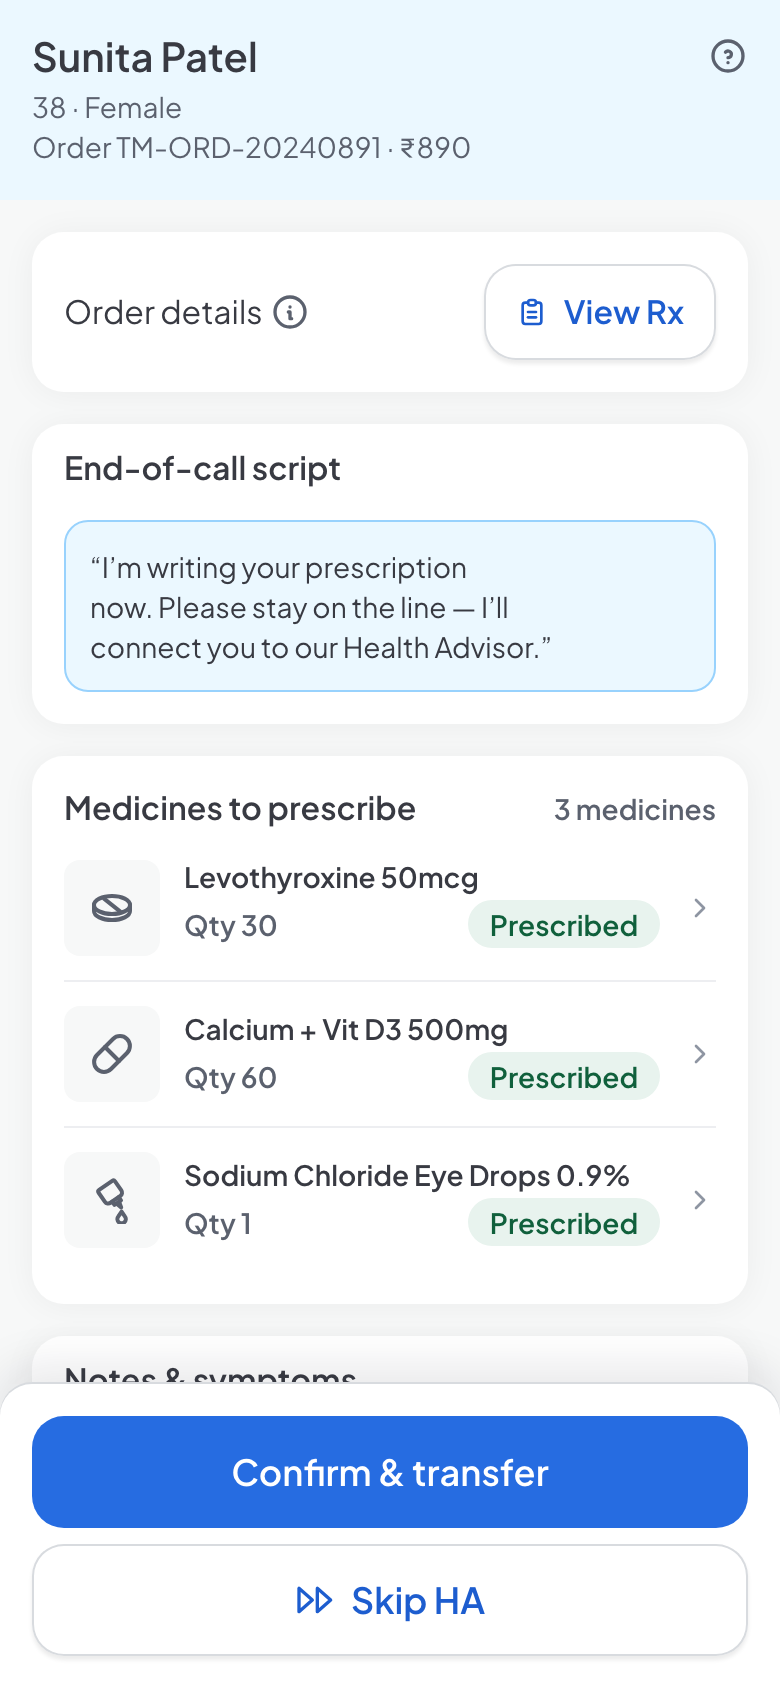 Sunita Patel
38 · Female
Order TM-ORD-20240891 · ₹890
Order details
View Rx
End-of-call script
“I’m writing your prescription
now. Please stay on the line — I’ll
connect you to our Health Advisor.”
Medicines to prescribe
3 medicines
Levothyroxine 50mcg
Qty 30
Prescribed
Calcium + Vit D3 500mg
Qty 60
Prescribed
Sodium Chloride Eye Drops 0.9%
Qty 1
Prescribed
Notes & symptoms
Confirm & transfer
Skip HA